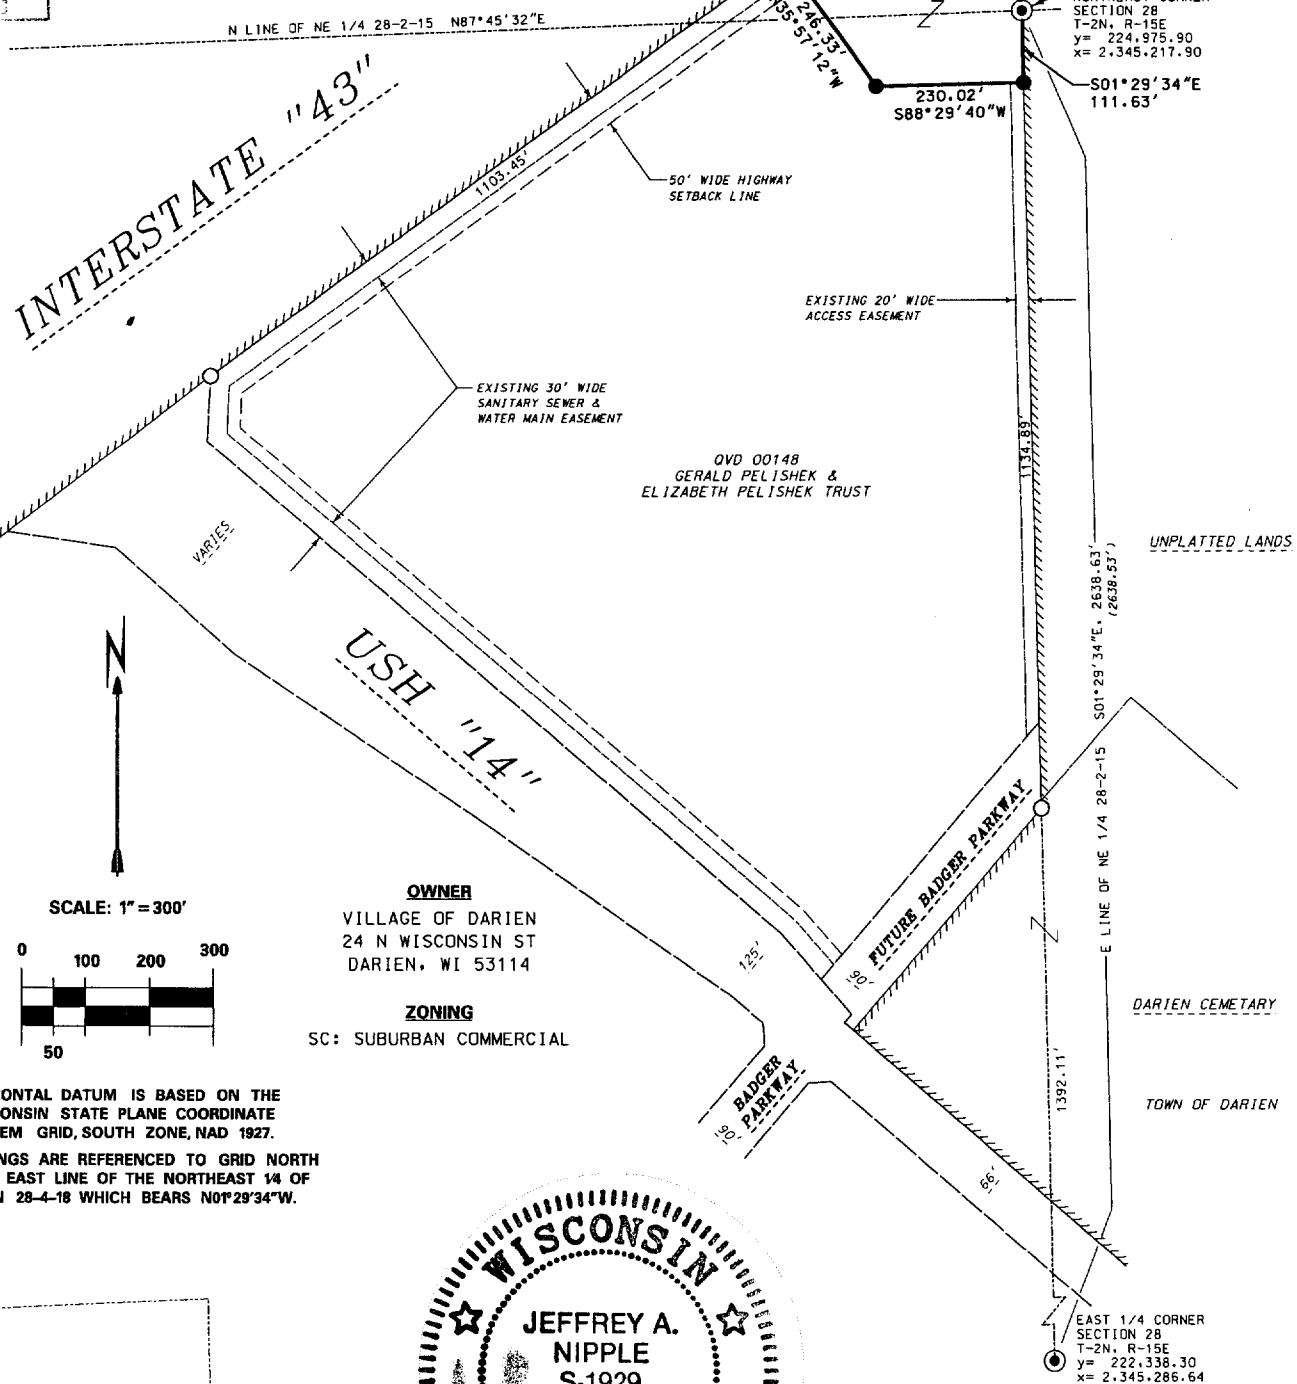 N LINE OF NE 1/4 28-2-15 N87°45'32"E
SECTION 28
T-2N, R-15E
y= 224,975.90
x= 2,345,217.90
246.33'
35°57'12"W
S01°29'34"E
111.63'
230.02'
S88°29'40"W
INTERSTATE "43"
1103.45'
50' WIDE HIGHWAY
SETBACK LINE
EXISTING 20' WIDE
ACCESS EASEMENT
EXISTING 30' WIDE
SANITARY SEWER &
WATER MAIN EASEMENT
1134.89'
QVD 00148
GERALD PELISHEK &
ELIZABETH PELISHEK TRUST
VARIES
UNPLATTED LANDS
E LINE OF NE 1/4 28-2-15 S01°29'34"E, 2638.63'
(2638.53')
N
USH "14"
SCALE: 1"=300'
0 100 200 300
50
OWNER
VILLAGE OF DARIEN
24 N WISCONSIN ST
DARIEN, WI 53114
ZONING
SC: SUBURBAN COMMERCIAL
FUTURE BADGER PARKWAY
90'
125'
DARIEN CEMETARY
BADGER
PARKWAY
90'
1392.11'
TOWN OF DARIEN
66'
ONTAL DATUM IS BASED ON THE
ONSIN STATE PLANE COORDINATE
EM GRID, SOUTH ZONE, NAD 1927.
NGS ARE REFERENCED TO GRID NORTH
EAST LINE OF THE NORTHEAST 1/4 OF
28-4-18 WHICH BEARS N01°29'34"W.
WISCONSIN
JEFFREY A.
NIPPLE
S-1929
EAST 1/4 CORNER
SECTION 28
T-2N, R-15E
y= 222,338.30
x= 2,345,286.64